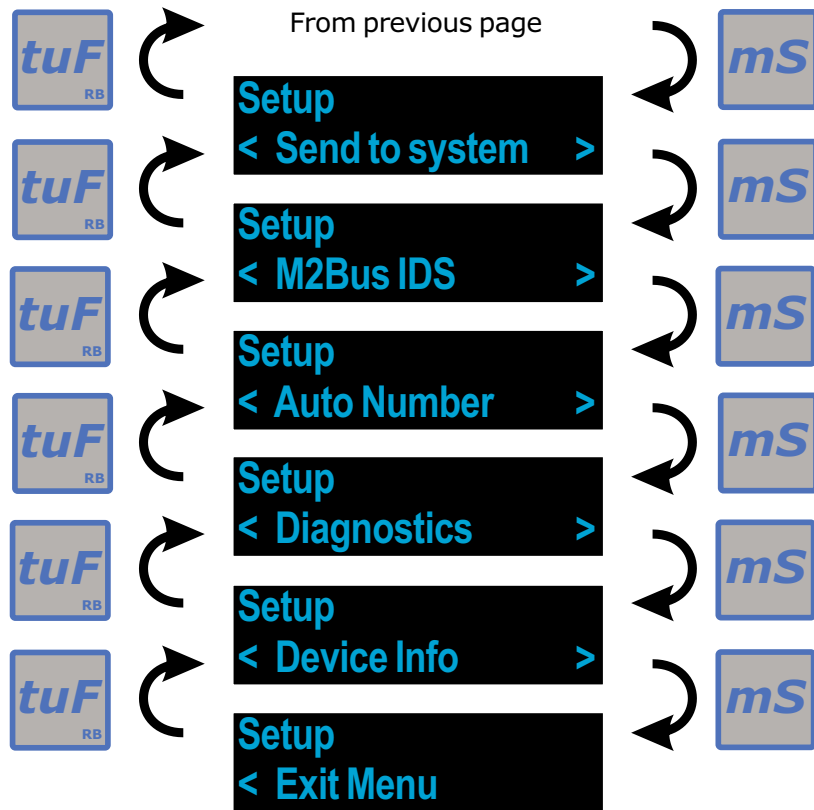 From previous page
tuF
RB
mS
Setup
< Send to system >
tuF
RB
mS
Setup
< M2Bus IDS >
tuF
RB
mS
Setup
< Auto Number >
tuF
RB
mS
Setup
< Diagnostics >
tuF
RB
mS
Setup
< Device Info >
tuF
RB
mS
Setup
< Exit Menu